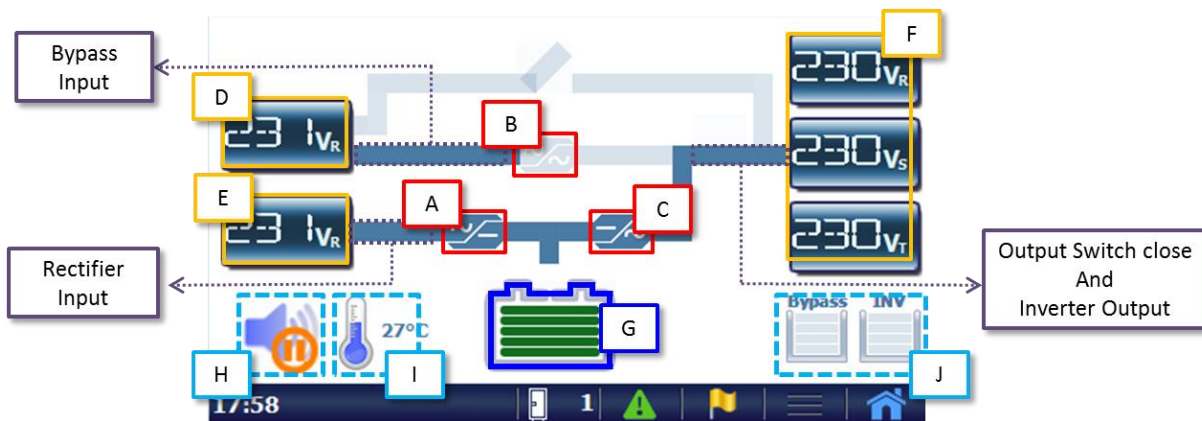 Bypass
Input
D
231VR
B
F
230VR
230VS
230VT
E
231VR
A
C
Rectifier
Input
Output Switch close
And
Inverter Output
G
H
27°C
I
Bypass INV
J
17:58
1